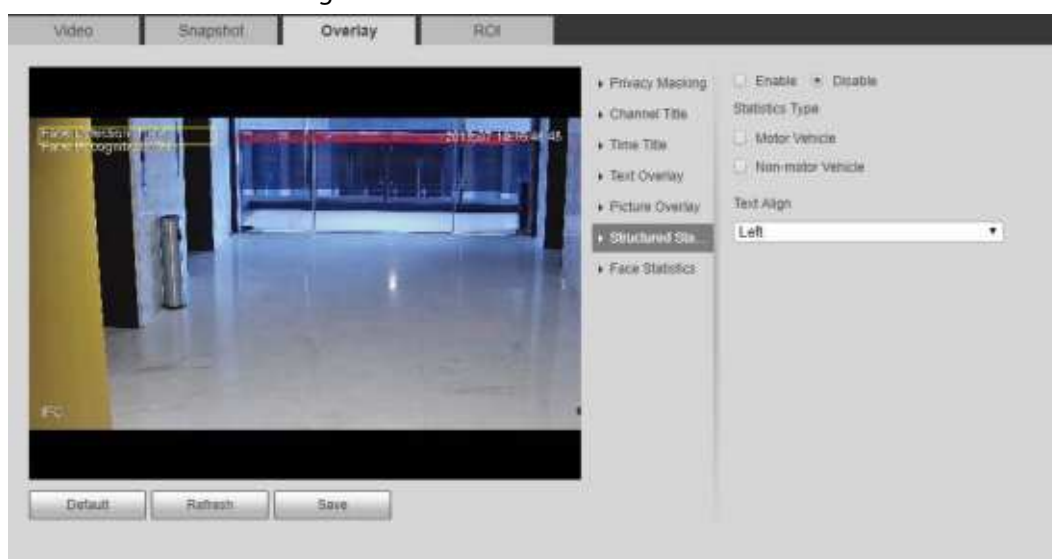 Video Snapshot Overlay ROI
Privacy Masking
Channel Title
Time Title
Text Overlay
Picture Overlay
Structured Sta...
Face Statistics
Enable Disable
Statistics Type
Motor Vehicle
Non-motor Vehicle
Text Align
Left
IPC
Default Refresh Save